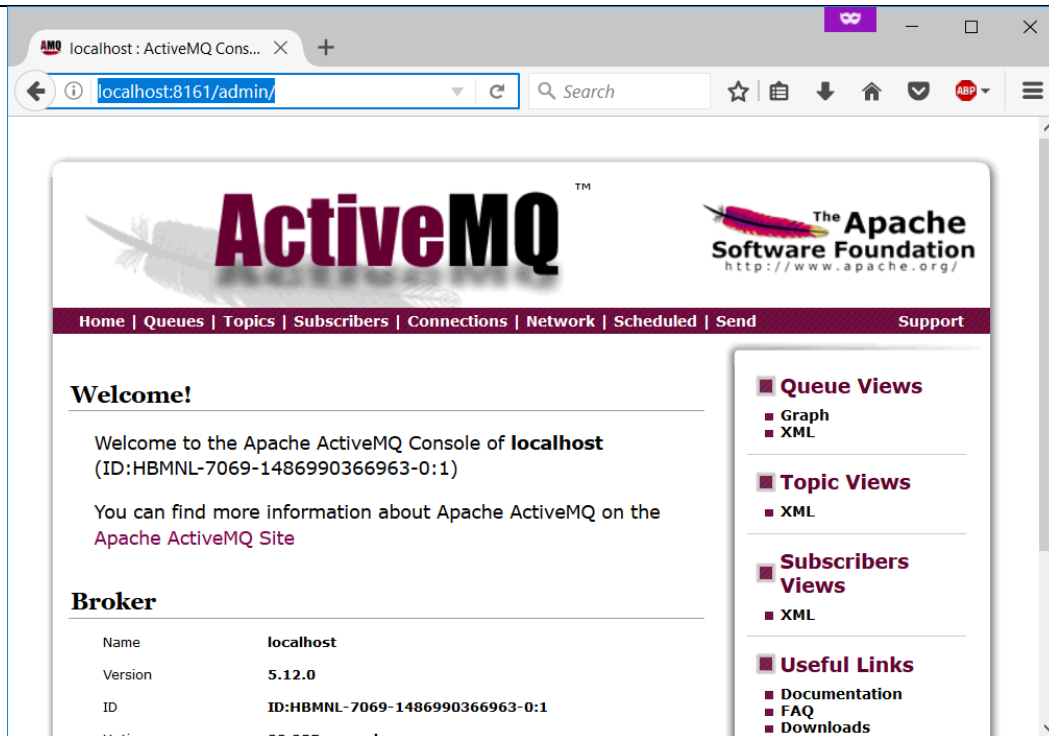 localhost : ActiveMQ Cons...
localhost:8161/admin/
Search
ABP
ActiveMQ™
The Apache
Software Foundation
http://www.apache.org/
Home | Queues | Topics | Subscribers | Connections | Network | Scheduled | Send
Support
Welcome!
Welcome to the Apache ActiveMQ Console of localhost
(ID:HBMNL-7069-1486990366963-0:1)
You can find more information about Apache ActiveMQ on the
Apache ActiveMQ Site
Broker
Name localhost
Version 5.12.0
ID ID:HBMNL-7069-1486990366963-0:1
Queue Views
Graph
XML
Topic Views
XML
Subscribers
Views
XML
Useful Links
Documentation
FAQ
Downloads